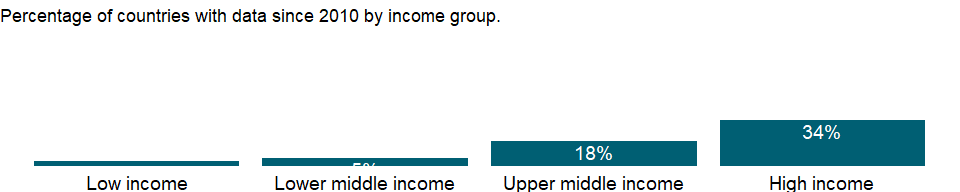 Percentage of countries with data since 2010 by income group.
34%
18%
Low income
Lower middle income
Upper middle income
High income